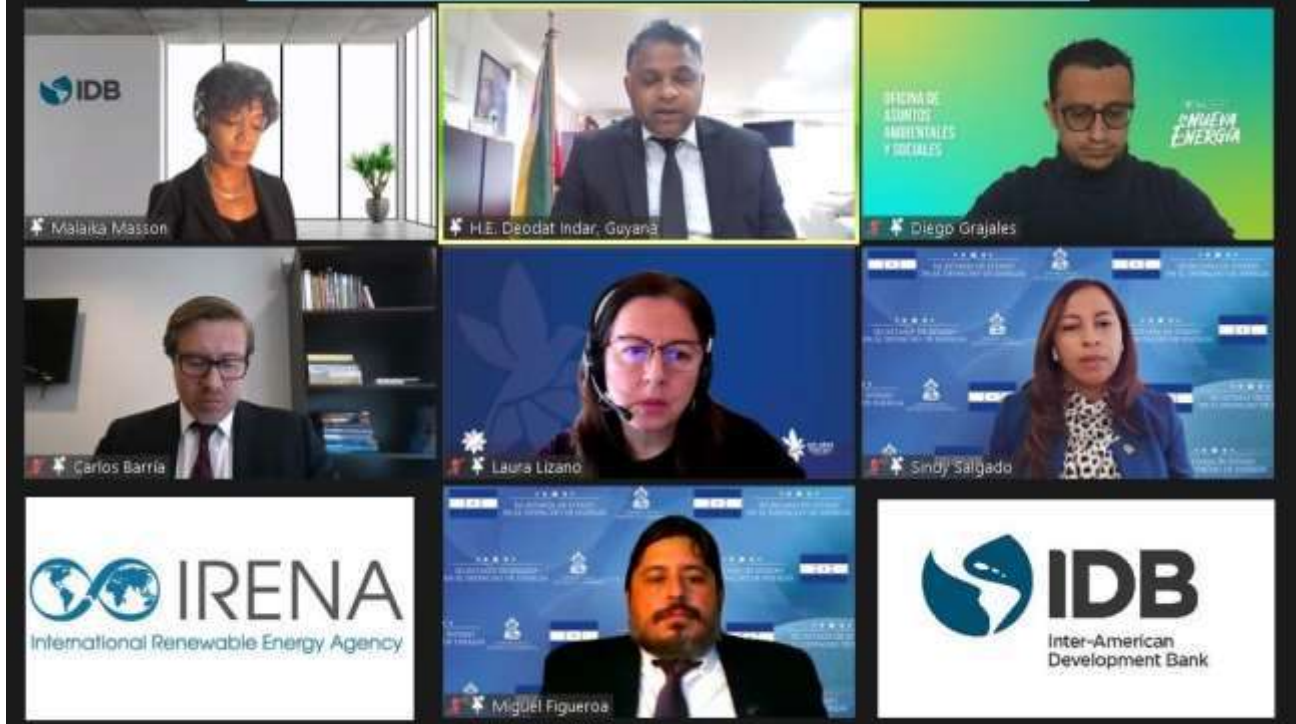 IDB
Malaika Masson
H.E. Deodat Indar, Guyana
OFICINA DE
ASUNTOS
AMBIENTALES
Y SOCIALES
NUEVA
ENERGÍA
Diego Grajales
Carlos Barría
Laura Lizano
Sindy Salgado
IRENA
International Renewable Energy Agency
Miguel Figueroa
IDB
Inter-American
Development Bank